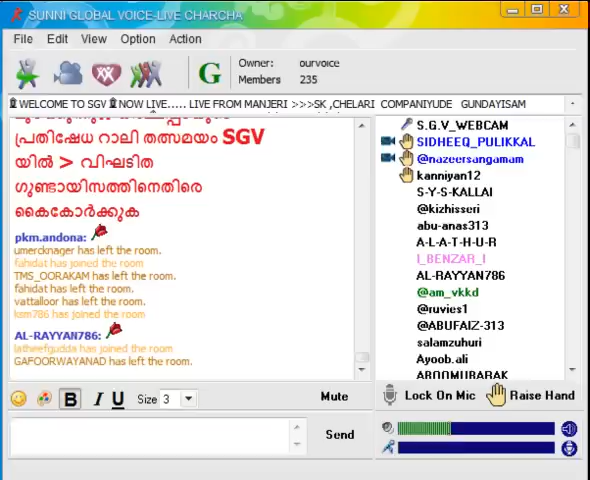 SUNNI GLOBAL VOICE-LIVE CHARCHA
File Edit View Option Action
G
Owner: ourvoice
Members 235
WELCOME TO SGV NOW LIVE..... LIVE FROM MANJERI >>>SK ,CHELARI COMPANIYUDE GUNDAYISAM
പ്രതിഷേധ റാലി തത്സമയം SGV
യില്‍ > വിഘടിത
ഗുണ്ടായിസത്തിനെതിരെ
കൈകോര്‍ക്കുക
pkm.andona:
umercknager has left the room.
fahidat has joined the room.
TMS_OORAKAM has left the room.
fahidat has left the room.
vattalloor has left the room.
ksm786 has joined the room.
AL-RAYYAN786:
latheefgudda has joined the room.
GAFOORWAYANAD has left the room.
S.G.V_WEBCAM
SIDHEEQ_PULIKKAL
@nazeersangamam
kanniyan12
S-Y-S-KALLAI
@kizhisseri
abu-anas313
A-L-A-T-H-U-R
I_BENZAR_I
AL-RAYYAN786
@am_vkkd
@ruvies1
@ABUFAIZ-313
salamzuhuri
Ayoob.ali
B I U Size 3 Mute
Lock On Mic Raise Hand
Send